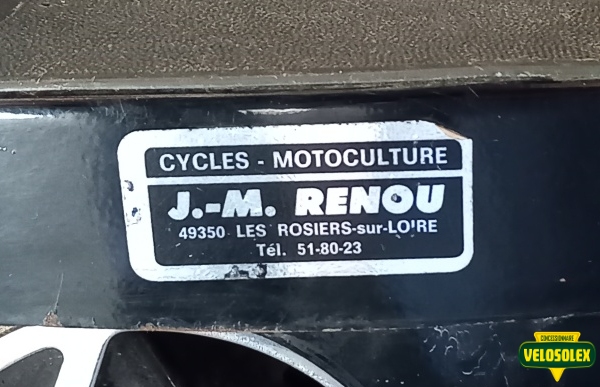 CYCLES - MOTOCULTURE
J.-M. RENOU
49350 LES ROSIERS-sur-LOIRE
Tél. 51-80-23
CONCESSIONNAIRE
VELOSOLEX